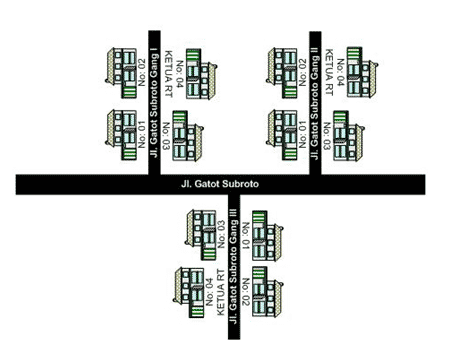 No: 02
Jl. Gatot Subroto Gang I
No: 04
KETUA RT
No: 01
No: 03
No: 02
Jl. Gatot Subroto Gang II
No: 04
KETUA RT
No: 01
No: 03
Jl. Gatot Subroto
No: 03
Jl. Gatot Subroto Gang III
No: 01
No: 04
KETUA RT
No: 02